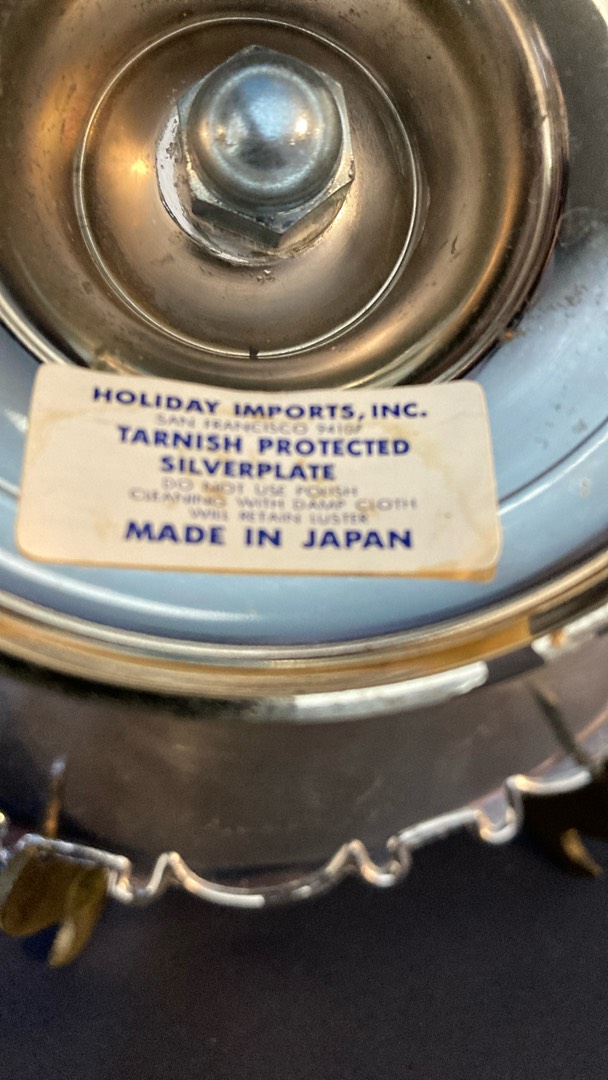 HOLIDAY IMPORTS, INC.
SAN FRANCISCO 94107
TARNISH PROTECTED
SILVERPLATE
DO NOT USE POLISH
CLEANING WITH DAMP CLOTH
WILL RETAIN LUSTER
MADE IN JAPAN